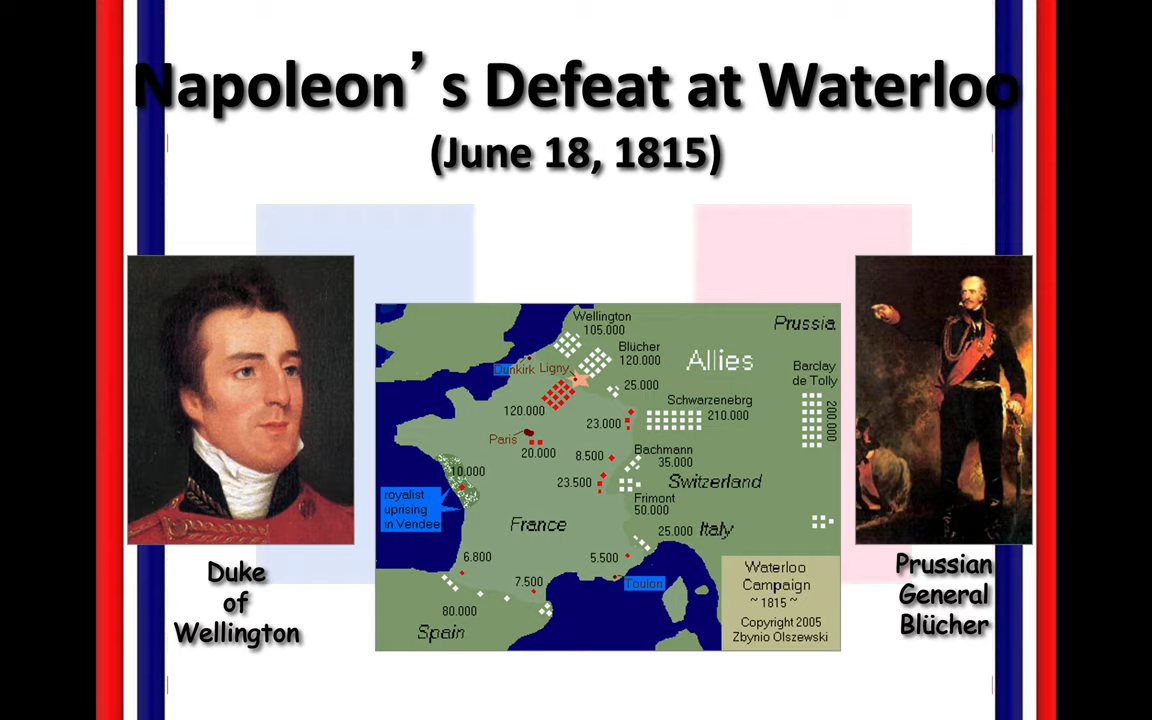 Napoleon’s Defeat at Waterloo
(June 18, 1815)
Wellington
105.000
Prussia
Blücher
120.000
Allies
Dunkirk
Ligny
25.000
Barclay
de Tolly
200.000
120.000
Schwarzenebrg
210.000
23.000
Paris
20.000
8.500
Bachmann
35.000
10.000
23.500
Switzerland
royalist
uprising
in Vendee
Frimont
50.000
France
25.000
Italy
6.800
5.500
7.500
Toulon
80.000
Spain
Waterloo
Campaign
~ 1815 ~
Copyright 2005
Zbynio Olszewski
Duke
of
Wellington
Prussian
General
Blücher